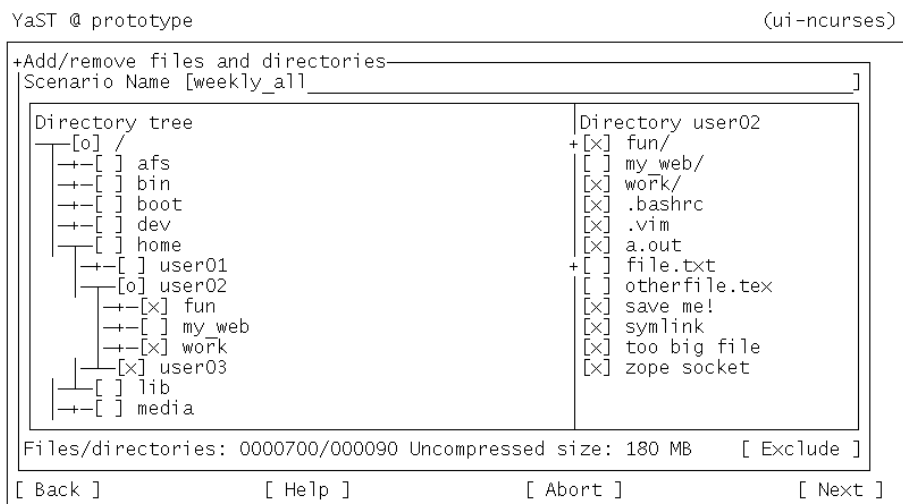 YaST @ prototype (ui-ncurses)
+Add/remove files and directories
Scenario Name [weekly_all ]
Directory tree
[o] /
+-[ ] afs
+-[ ] bin
+-[ ] boot
+-[ ] dev
[ ] home
+-[ ] user01
[o] user02
+-[x] fun
+-[ ] my_web
+-[x] work
[x] user03
[ ] lib
+-[ ] media
Directory user02
+[x] fun/
[ ] my_web/
[x] work/
[x] .bashrc
[x] .vim
[x] a.out
+[ ] file.txt
[ ] otherfile.tex
[x] save me!
[x] symlink
[x] too big file
[x] zope socket
Files/directories: 0000700/000090 Uncompressed size: 180 MB [ Exclude ]
[ Back ] [ Help ] [ Abort ] [ Next ]